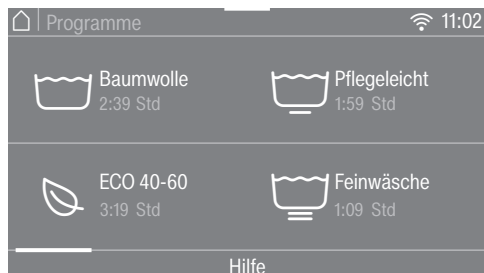 Programme 11:02
Baumwolle
2:39 Std
Pflegeleicht
1:59 Std
ECO 40-60
3:19 Std
Feinwäsche
1:09 Std
Hilfe